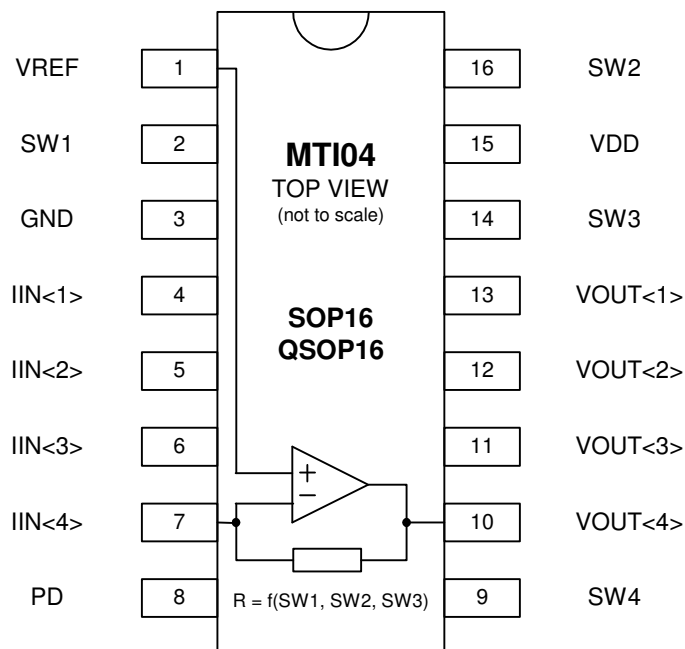 VREF 1 16 SW2
SW1 2 MTI04 15 VDD
TOP VIEW
GND 3 (not to scale) 14 SW3
IIN<1> 4 SOP16 13 VOUT<1>
QSOP16
IIN<2> 5 12 VOUT<2>
IIN<3> 6 11 VOUT<3>
+
−
IIN<4> 7 10 VOUT<4>
PD 8 R = f(SW1, SW2, SW3) 9 SW4